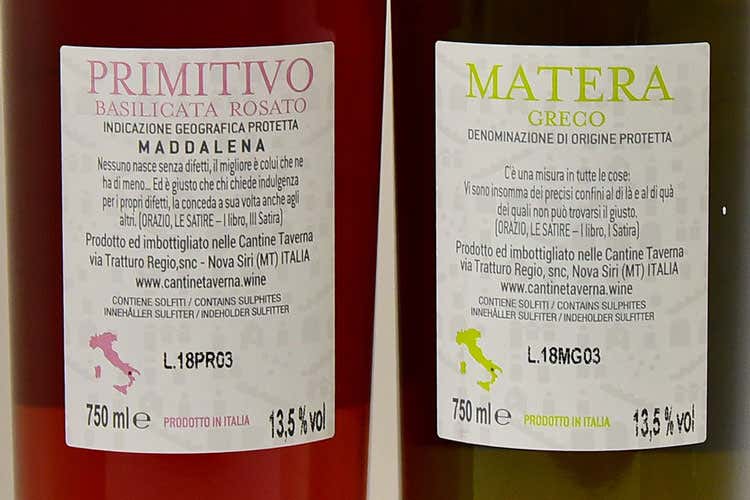 PRIMITIVO
BASILICATA ROSATO
INDICAZIONE GEOGRAFICA PROTETTA
MADDALENA
Nessuno nasce senza difetti, il migliore è colui che ne
ha di meno... Ed è giusto che chi chiede indulgenza
per i propri difetti, la conceda a sua volta anche agli
altri. (ORAZIO, LE SATIRE – I libro, III Satira)
Prodotto ed imbottigliato nelle Cantine Taverna
via Tratturo Regio,snc - Nova Siri (MT) ITALIA
www.cantinetaverna.wine
CONTIENE SOLFITI / CONTAINS SULPHITES
INNEHÅLLER SULFITER / INDEHOLDER SULFITTER
L.18PR03
750 ml e PRODOTTO IN ITALIA 13,5 % vol
MATERA
GRECO
DENOMINAZIONE DI ORIGINE PROTETTA
C'è una misura in tutte le cose:
Vi sono insomma dei precisi confini al di là e al di quà
dei quali non può trovarsi il giusto.
(ORAZIO, LE SATIRE – I libro, I Satira)
Prodotto ed imbottigliato nelle Cantine Taverna
via Tratturo Regio, snc, Nova Siri (MT) ITALIA
www.cantinetaverna.wine
CONTIENE SOLFITI / CONTAINS SULPHITES
INNEHÅLLER SULFITER / INDEHOLDER SULFITTER
L.18MG03
750 ml e PRODOTTO IN ITALIA 13,5 % vol